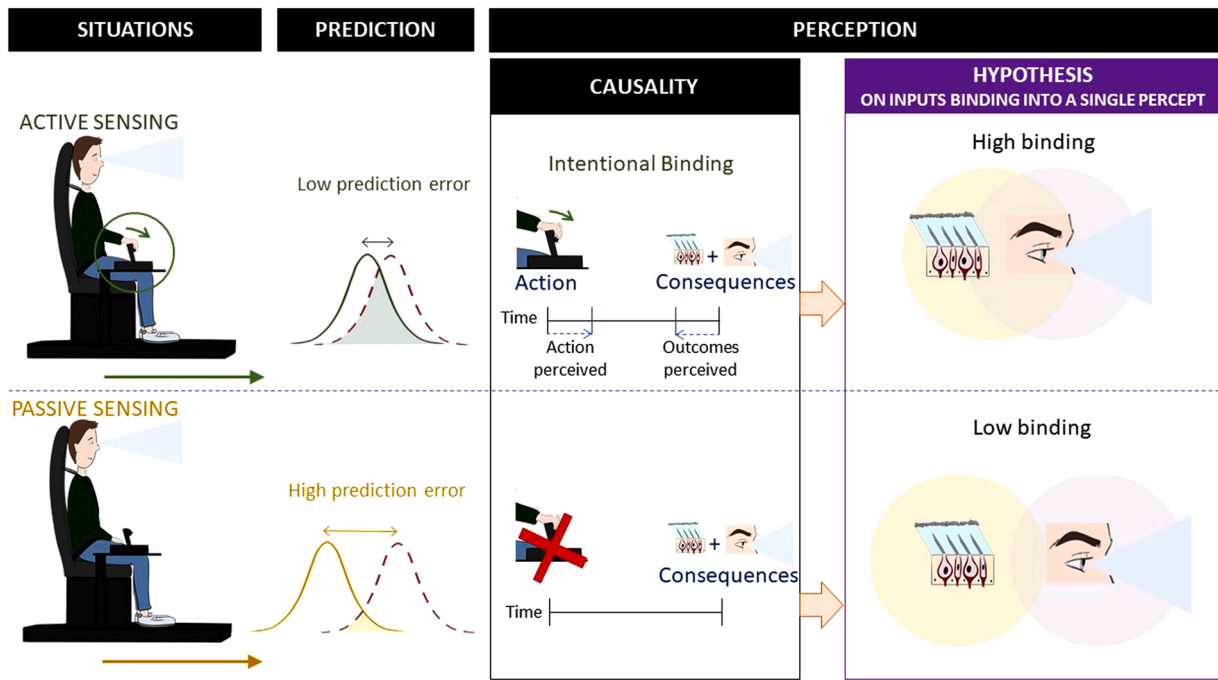 SITUATIONS
PREDICTION
PERCEPTION
CAUSALITY
HYPOTHESIS
ON INPUTS BINDING INTO A SINGLE PERCEPT
ACTIVE SENSING
Low prediction error
Intentional Binding
Action
+
Consequences
Time
Action
perceived
Outcomes
perceived
High binding
PASSIVE SENSING
High prediction error
+
Consequences
Time
Low binding